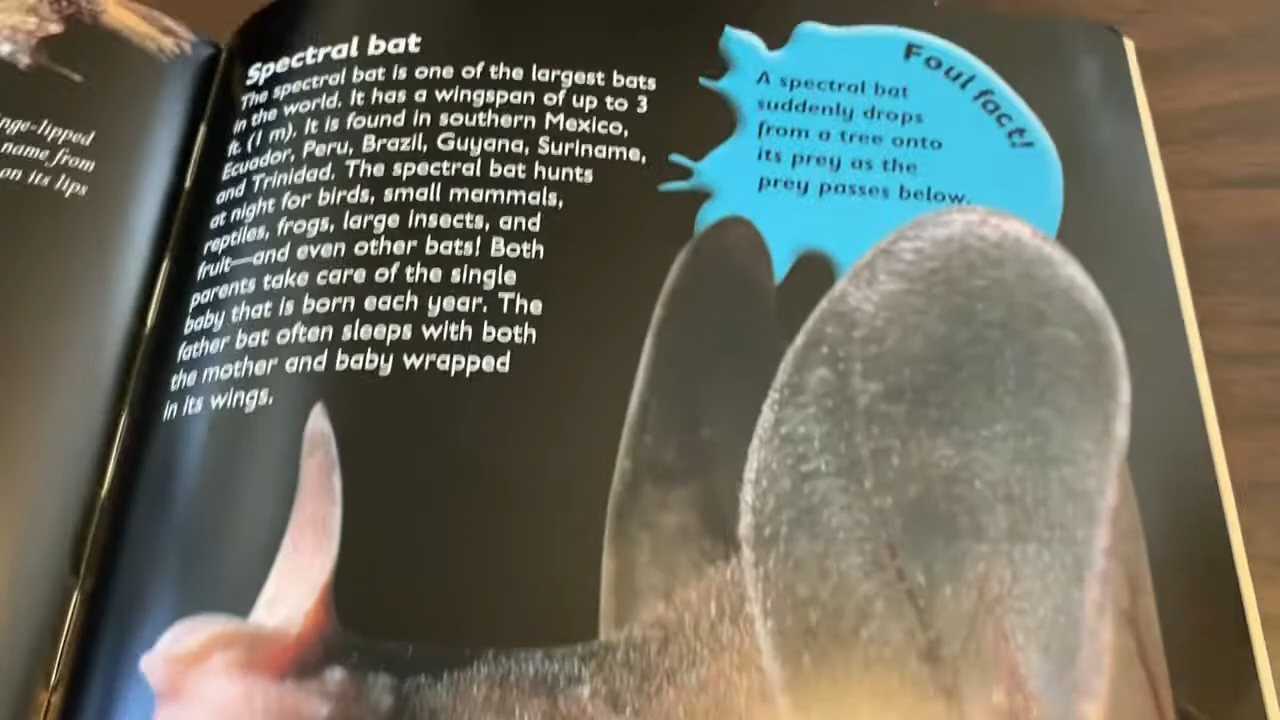 nge-lipped
name from
on its lips
Spectral bat
The spectral bat is one of the largest bats
in the world. It has a wingspan of up to 3
ft. (1 m). It is found in southern Mexico,
Ecuador, Peru, Brazil, Guyana, Suriname,
and Trinidad. The spectral bat hunts
at night for birds, small mammals,
reptiles, frogs, large insects, and
fruit—and even other bats! Both
parents take care of the single
baby that is born each year. The
father bat often sleeps with both
the mother and baby wrapped
in its wings.
Foul fact!
A spectral bat
suddenly drops
from a tree onto
its prey as the
prey passes below.